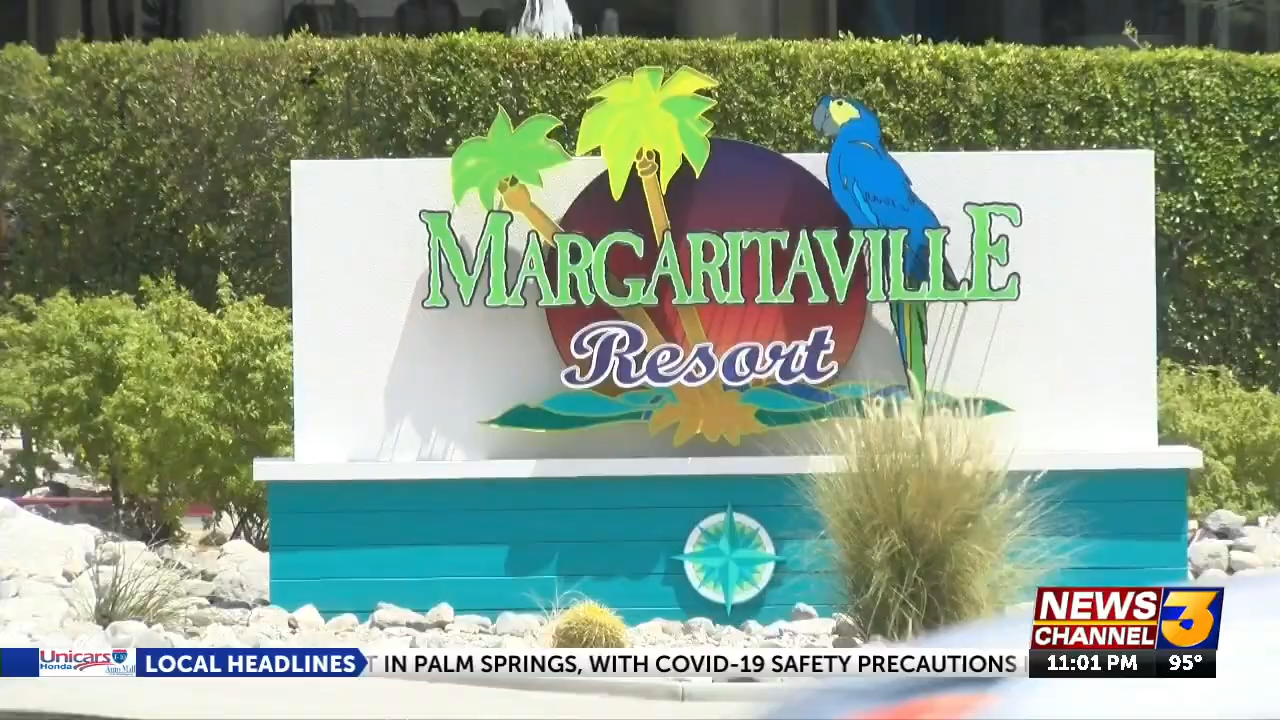 MARGARITAVILLE
Resort
NEWS
CHANNEL 3
Unicars
Honda
LOCAL HEADLINES
T IN PALM SPRINGS, WITH COVID-19 SAFETY PRECAUTIONS
11:01 PM 95°